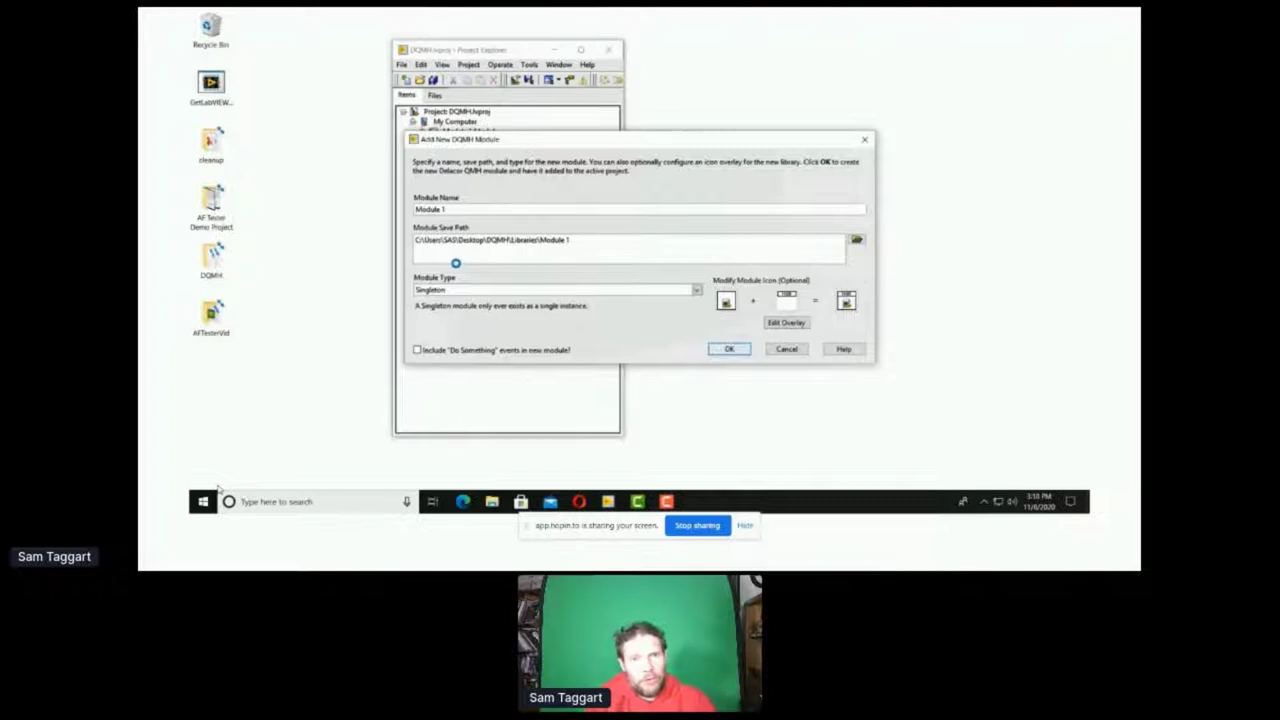 Recycle Bin
GetLabVIEW...
cleanup
AF Tester
Demo Project
DQMH
AFTesterVid
DQMH.lvproj - Project Explorer
File Edit View Project Operate Tools Window Help
Items Files
Project: DQMH.lvproj
My Computer
Add New DQMH Module
Specify a name, save path, and type for the new module. You can also optionally configure an icon overlay for the new library. Click OK to create
the new Delacor QMH module and have it added to the active project.
Module Name
Module 1
Module Save Path
C:\Users\SAS\Desktop\DQMH\Libraries\Module 1
Module Type
Singleton
A Singleton module only ever exists as a single instance.
Modify Module Icon (Optional)
+ =
Edit Overlay
Include "Do Something" events in new module?
OK Cancel Help
Type here to search
3:18 PM
11/6/2020
app.hopin.to is sharing your screen. Stop sharing Hide
Sam Taggart
Sam Taggart